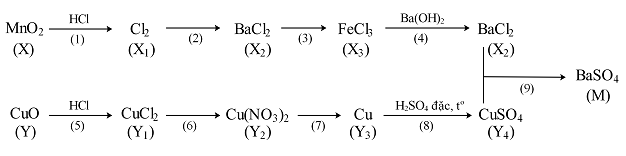 HCl Ba(OH)₂
MnO₂ Cl₂ BaCl₂ FeCl₃ BaCl₂
(1) (2) (3) (4)
(X) (X₁) (X₂) (X₃) (X₂)
BaSO₄
(9)
(M)
HCl H₂SO₄ đặc, tº
CuO CuCl₂ Cu(NO₃)₂ Cu CuSO₄
(5) (6) (7) (8)
(Y) (Y₁) (Y₂) (Y₃) (Y₄)